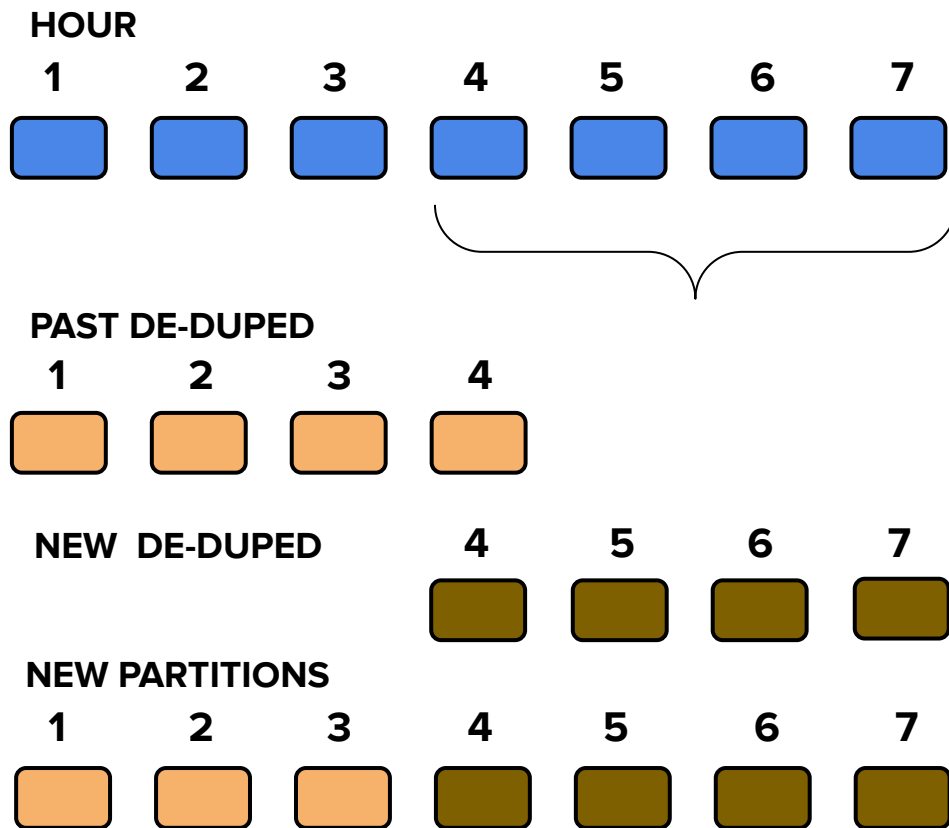 HOUR
1 2 3 4 5 6 7
PAST DE-DUPED
1 2 3 4
NEW DE-DUPED 4 5 6 7
NEW PARTITIONS
1 2 3 4 5 6 7